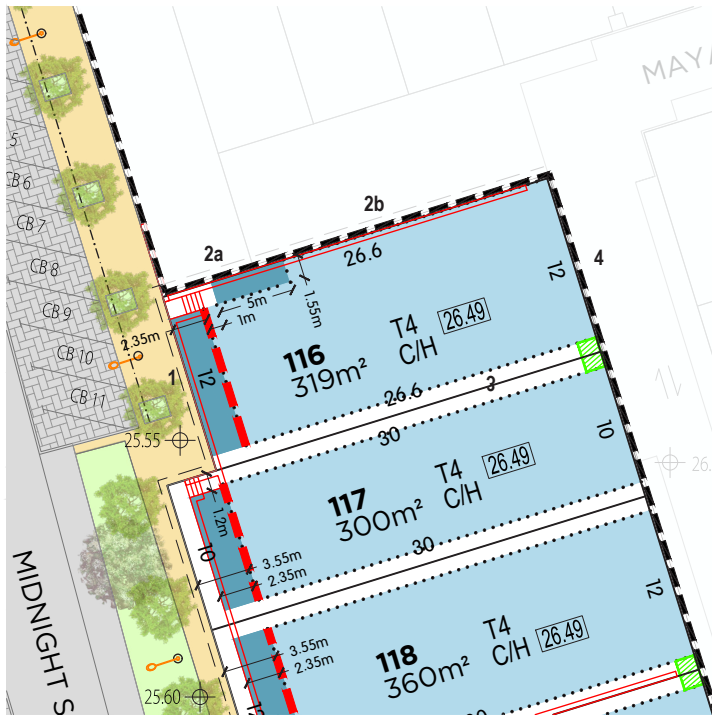 MAYA
5
CB 6
CB 7
CB 8
CB 9
CB 10
CB 11
2a
2b
26.6
4
12
5m
1m
1.55m
2.35m
1
12
116
319m²
T4
C/H
26.49
26.6
3
25.55
30
10
26.
117
300m²
T4
C/H
26.49
1.2m
10
3.55m
2.35m
30
12
118
360m²
T4
C/H
26.49
3.55m
2.35m
MIDNIGHT S
25.60
12